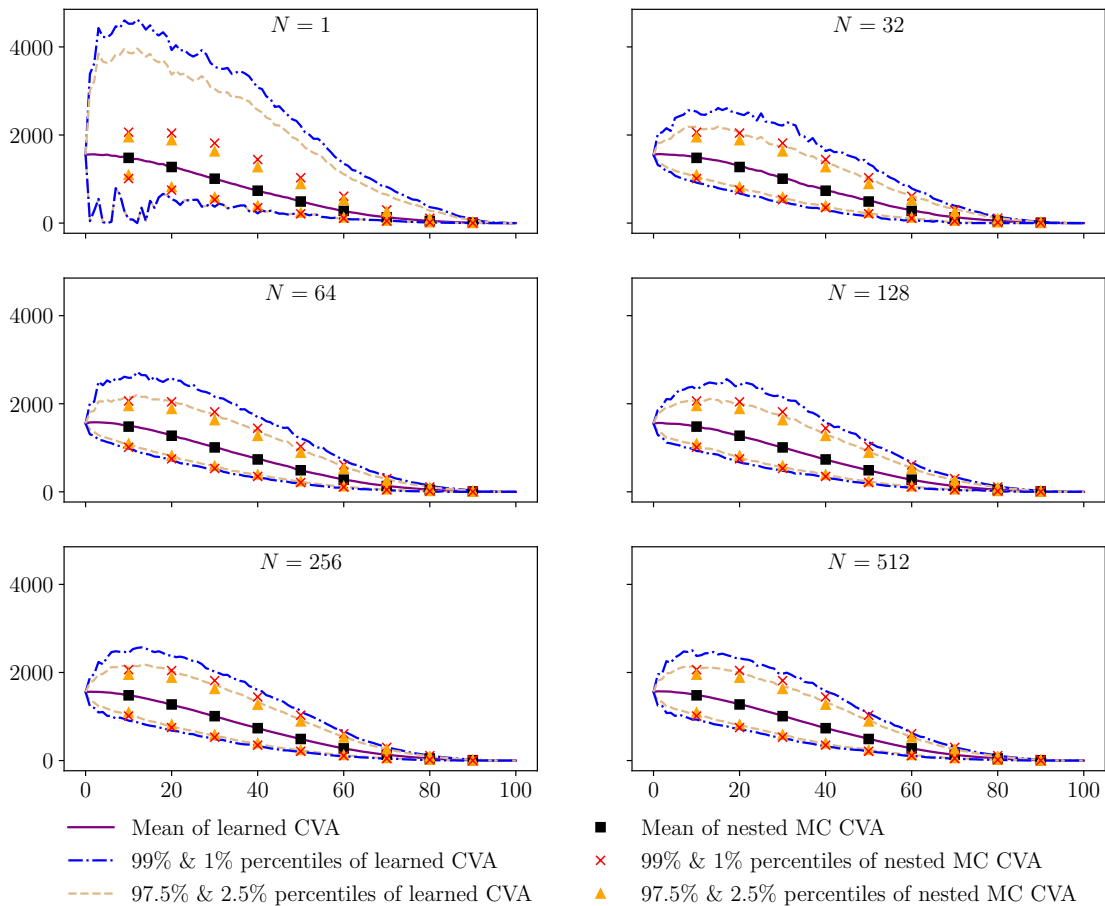 N = 1
N = 32
4000
2000
0
N = 64
N = 128
4000
2000
0
N = 256
N = 512
4000
2000
0
0 20 40 60 80 100
0 20 40 60 80 100
Mean of learned CVA
99% & 1% percentiles of learned CVA
97.5% & 2.5% percentiles of learned CVA
Mean of nested MC CVA
99% & 1% percentiles of nested MC CVA
97.5% & 2.5% percentiles of nested MC CVA